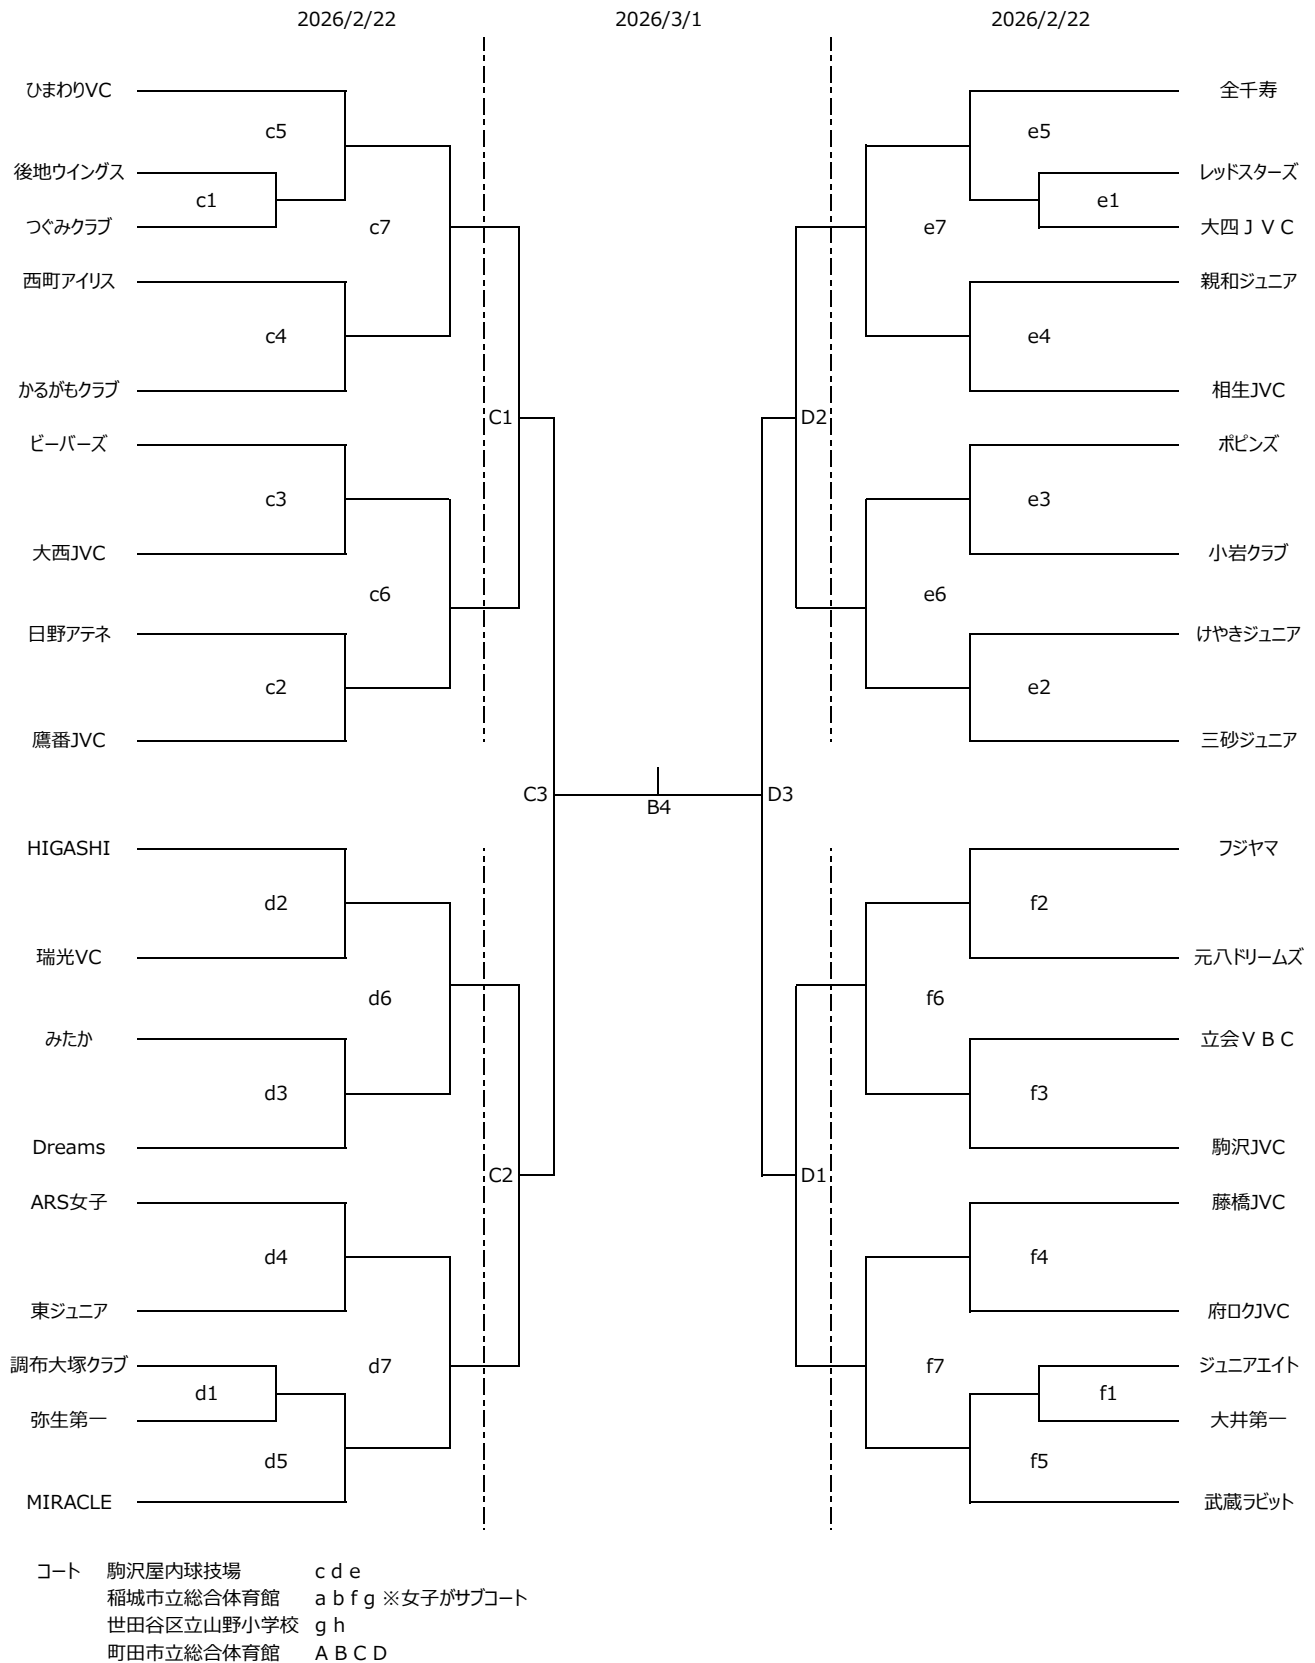 2026/2/22 2026/3/1 2026/2/22
ひまわりVC 全千寿
c5 e5
後地ウイングス レッドスターズ
c1 e1
つぐみクラブ c7 e7 大四ＪＶＣ
西町アイリス 親和ジュニア
c4 e4
かるがもクラブ 相生JVC
C1 D2
ビーバーズ ポピンズ
c3 e3
大西JVC 小岩クラブ
c6 e6
日野アテネ けやきジュニア
c2 e2
鷹番JVC 三砂ジュニア
C3 B4 D3
HIGASHI フジヤマ
d2 f2
瑞光VC 元八ドリームズ
d6 f6
みたか 立会ＶＢＣ
d3 f3
Dreams 駒沢JVC
C2 D1
ARS女子 藤橋JVC
d4 f4
東ジュニア 府ロクJVC
調布大塚クラブ d7 f7 ジュニアエイト
d1 f1
弥生第一 大井第一
d5 f5
MIRACLE 武蔵ラビット
コート 駒沢屋内球技場 c d e
稲城市立総合体育館 a b f g ※女子がサブコート
世田谷区立山野小学校 g h
町田市立総合体育館 A B C D